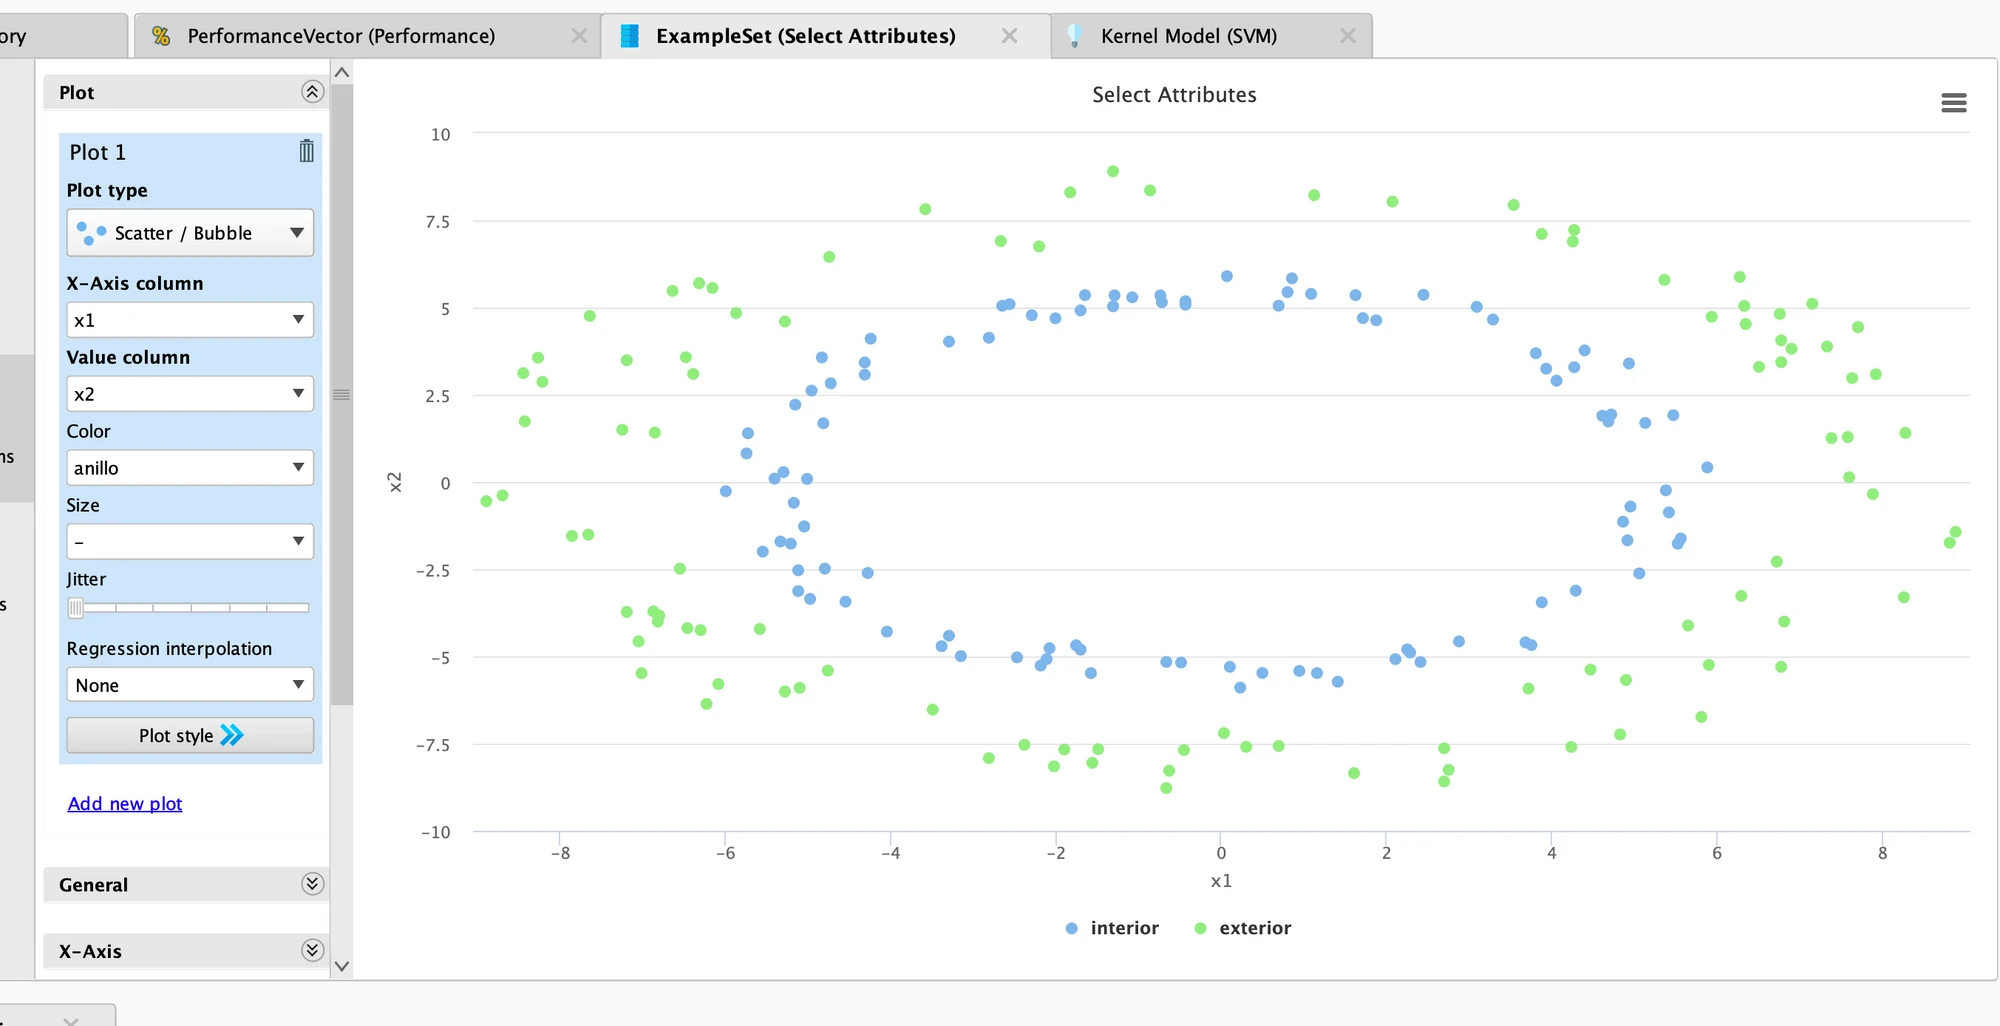 ory
PerformanceVector (Performance)
ExampleSet (Select Attributes)
Kernel Model (SVM)
Plot
Plot 1
Plot type
Scatter / Bubble
X-Axis column
x1
Value column
x2
Color
anillo
Size
-
Jitter
Regression interpolation
None
Plot style
Add new plot
General
X-Axis
ns
s
Select Attributes
10
7.5
5
2.5
0
-2.5
-5
-7.5
-10
x2
-8 -6 -4 -2 0 2 4 6 8
x1
interior exterior